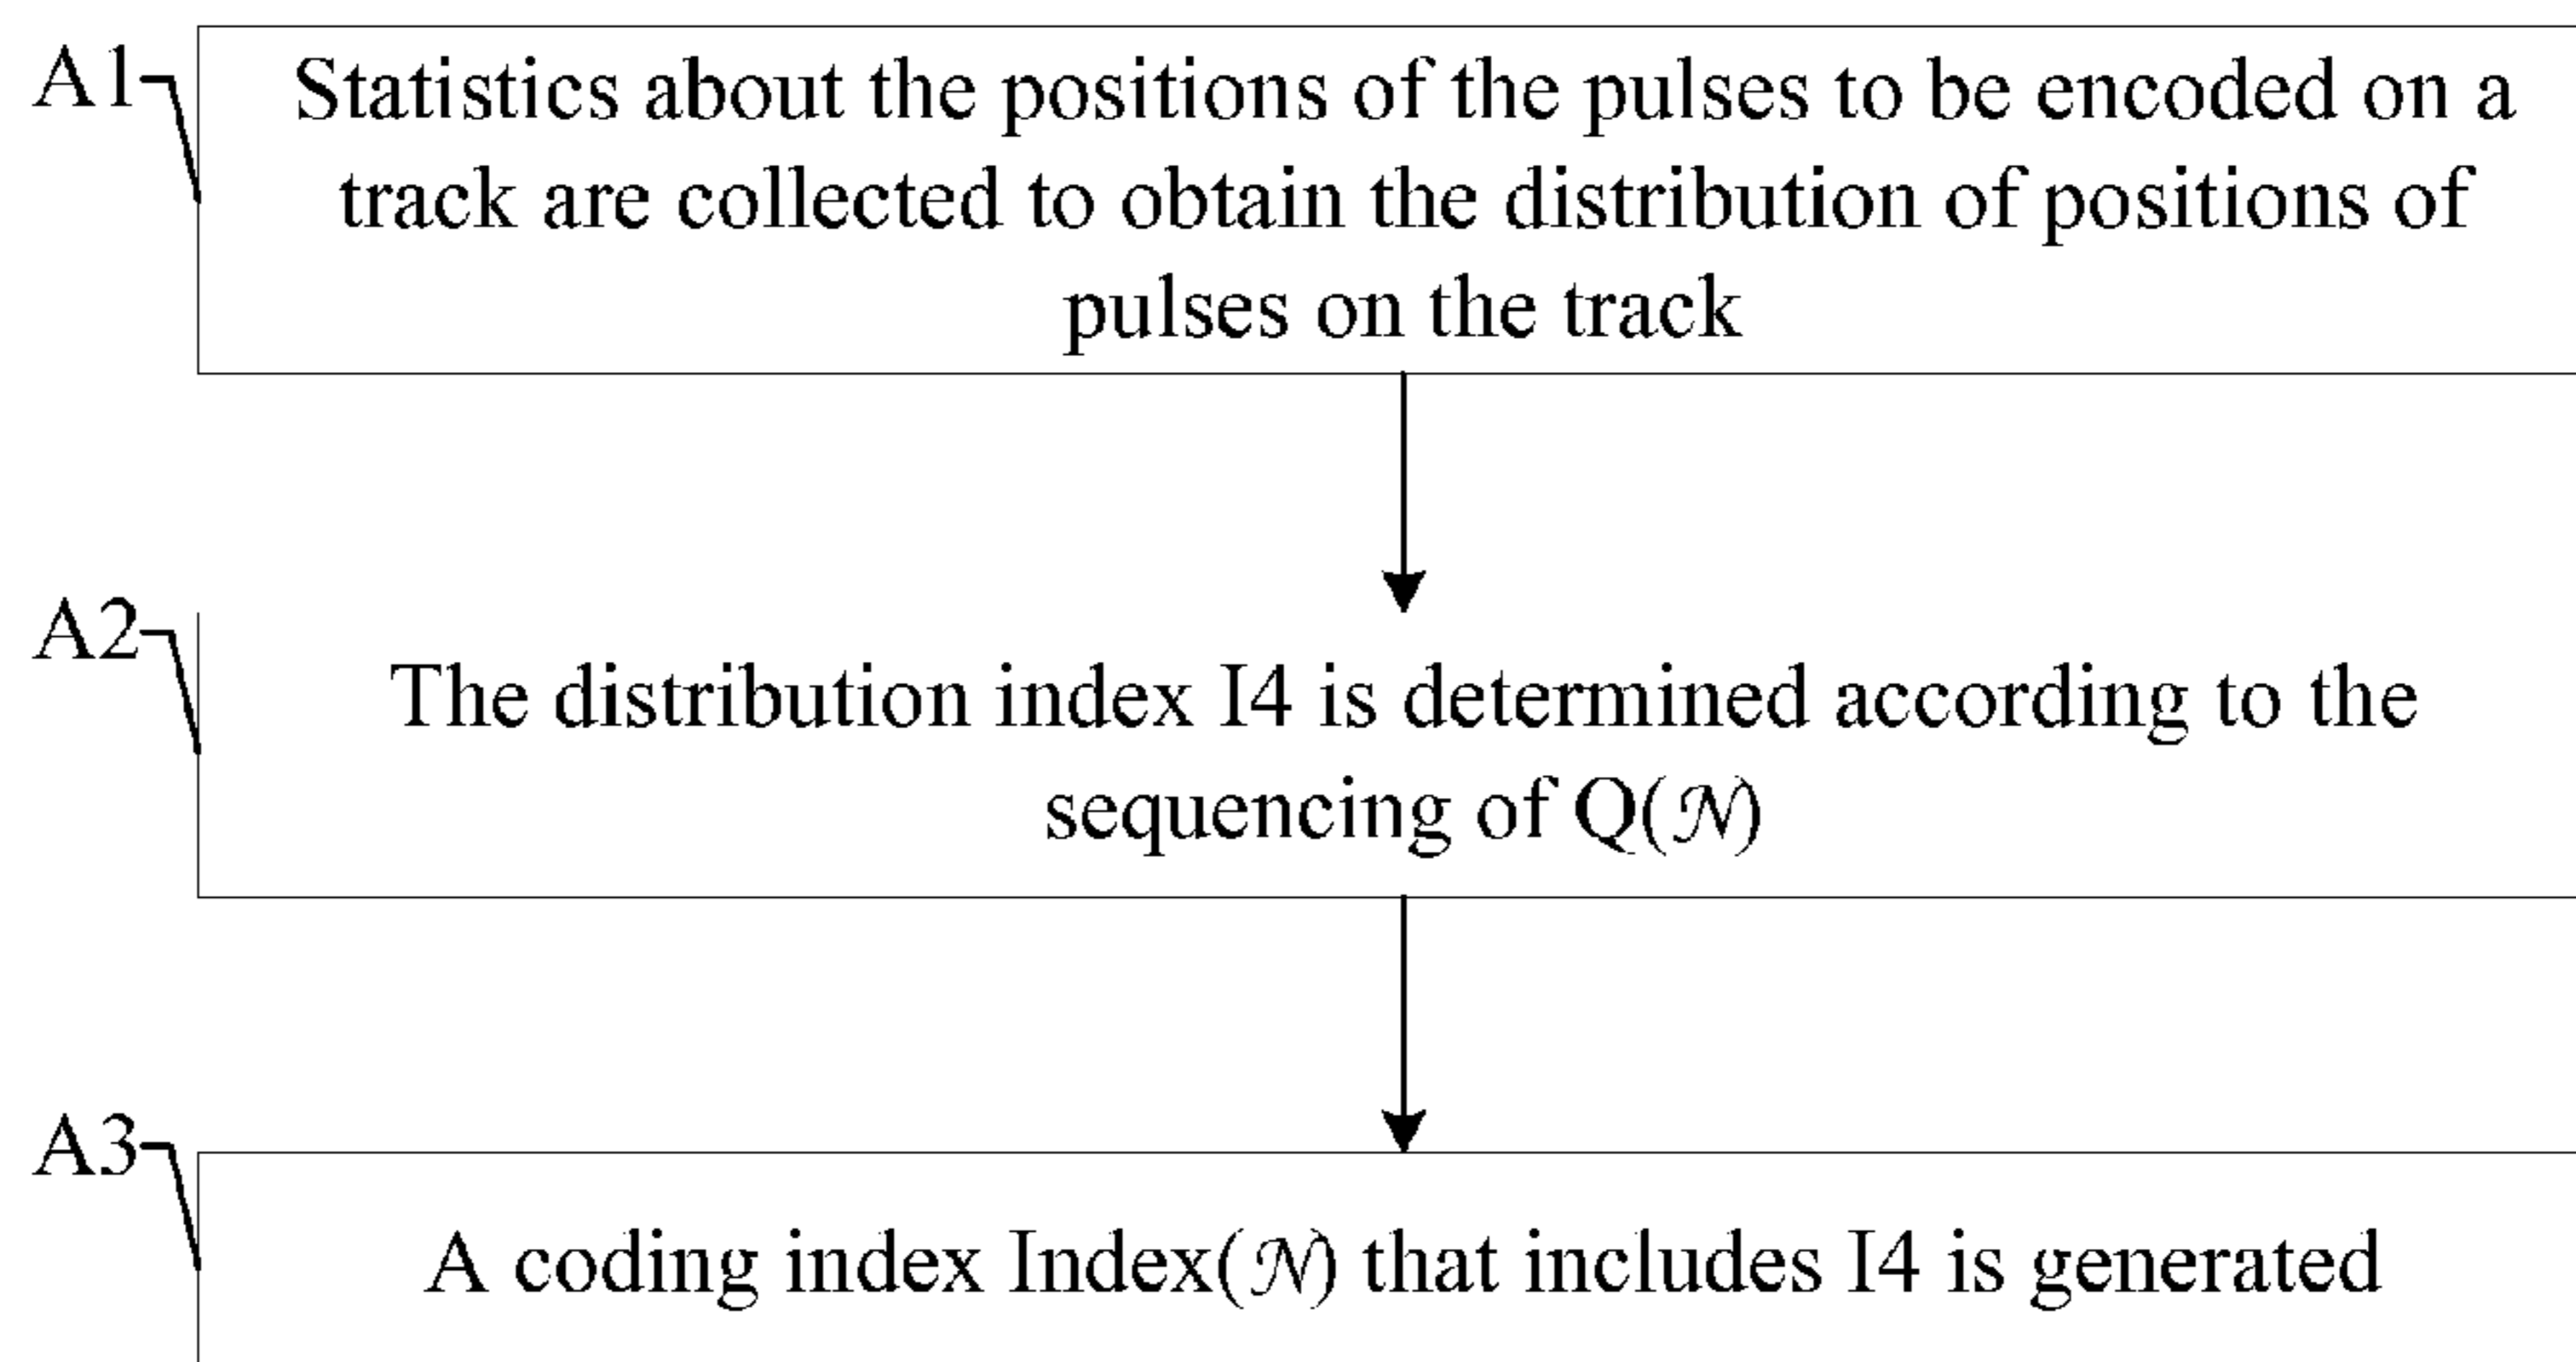 A1
Statistics about the positions of the pulses to be encoded on a
track are collected to obtain the distribution of positions of
pulses on the track
A2
The distribution index I4 is determined according to the
sequencing of Q(𝒩)
A3
A coding index Index(𝒩) that includes I4 is generated